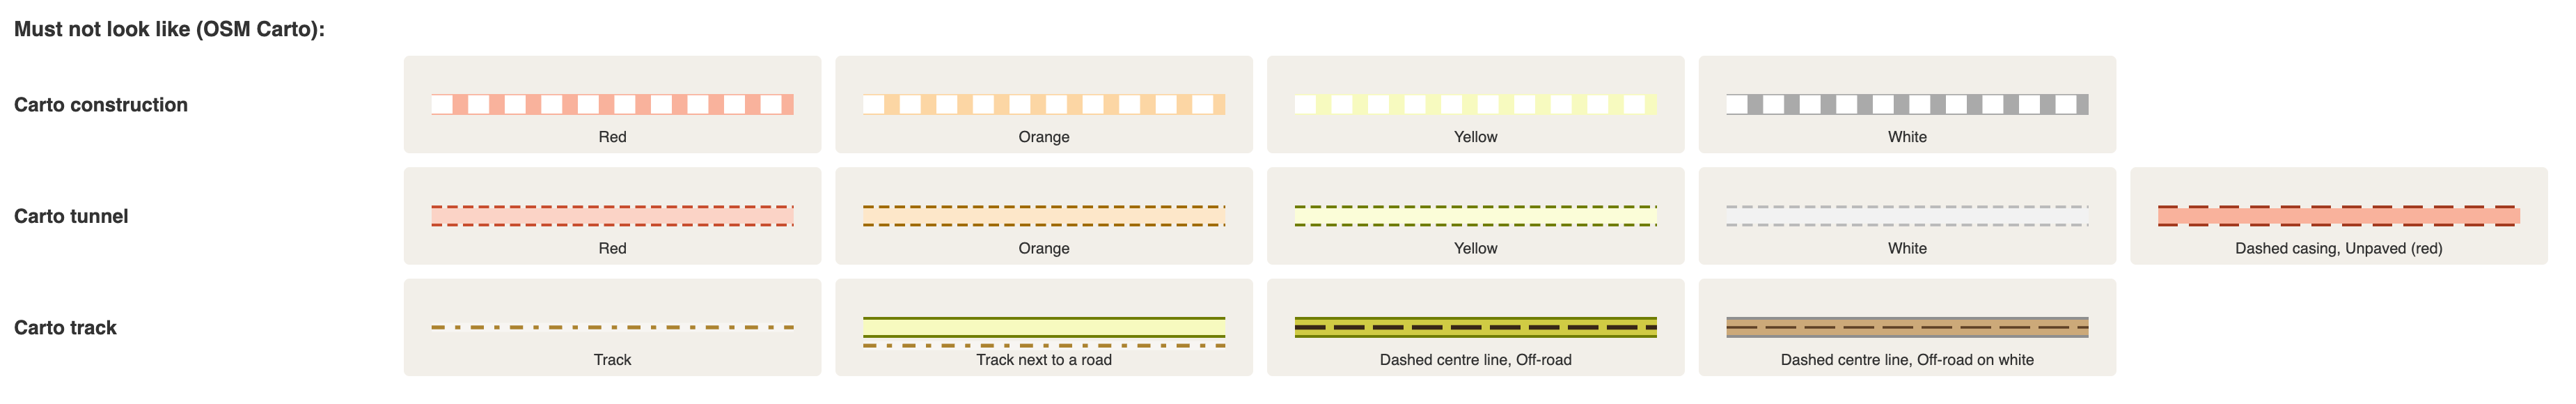 Must not look like (OSM Carto):
Carto construction
Red
Orange
Yellow
White
Carto tunnel
Red
Orange
Yellow
White
Dashed casing, Unpaved (red)
Carto track
Track
Track next to a road
Dashed centre line, Off-road
Dashed centre line, Off-road on white